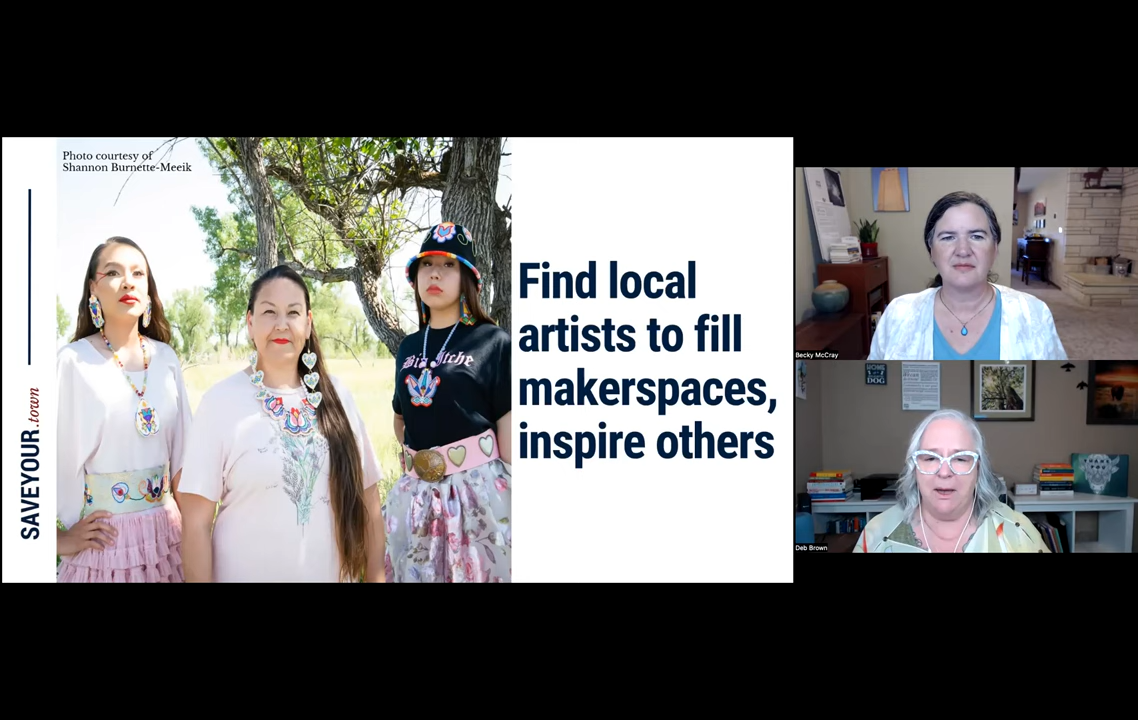 Photo courtesy of
Shannon Burnette-Meeik
SAVEYOUR.town
Find local
artists to fill
makerspaces,
inspire others
Becky McCray
Deb Brown